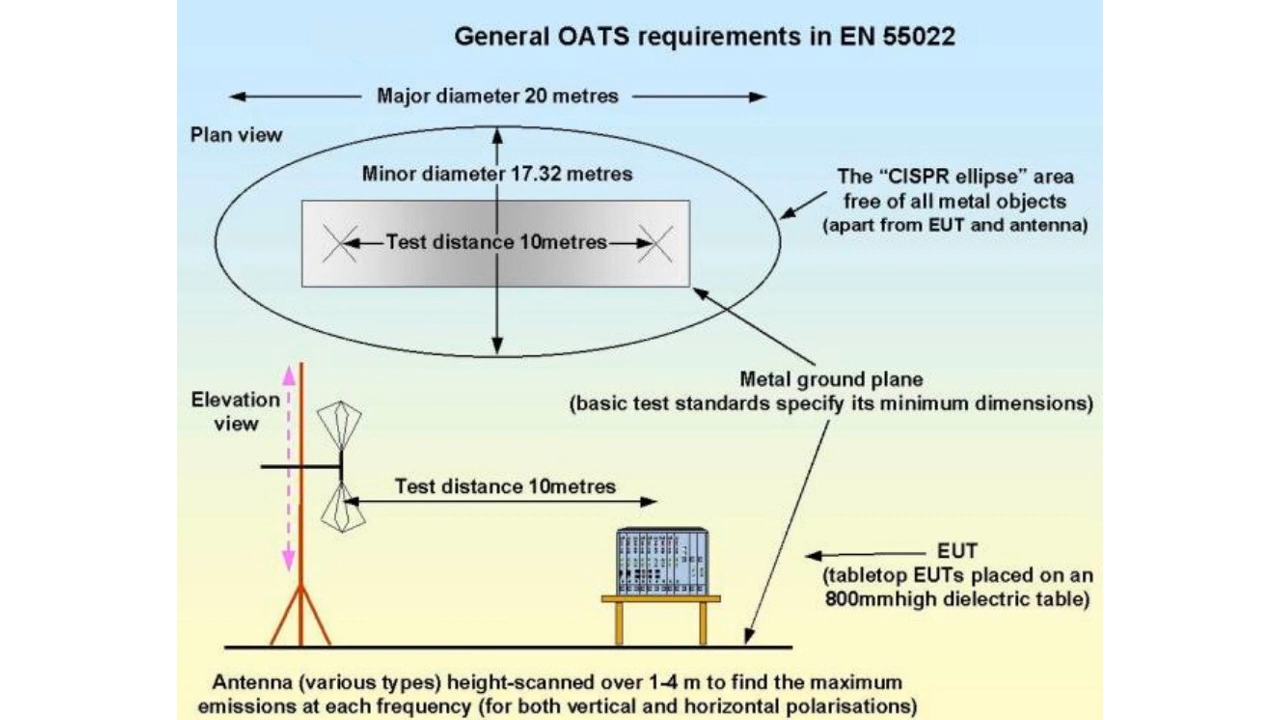 General OATS requirements in EN 55022
Major diameter 20 metres
Plan view
Minor diameter 17.32 metres
The “CISPR ellipse” area
free of all metal objects
(apart from EUT and antenna)
Test distance 10metres
Metal ground plane
(basic test standards specify its minimum dimensions)
Elevation
view
Test distance 10metres
EUT
(tabletop EUTs placed on an
800mmhigh dielectric table)
Antenna (various types) height-scanned over 1-4 m to find the maximum
emissions at each frequency (for both vertical and horizontal polarisations)